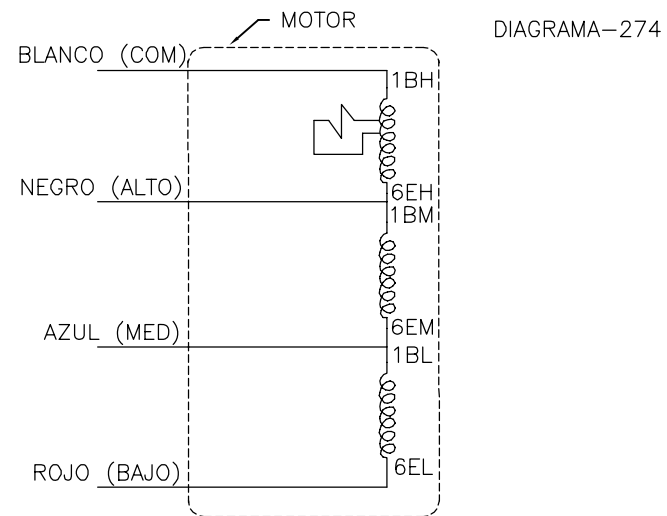 MOTOR
DIAGRAMA-274
BLANCO (COM)
1BH
NEGRO (ALTO)
6EH
1BM
AZUL (MED)
6EM
1BL
ROJO (BAJO)
6EL